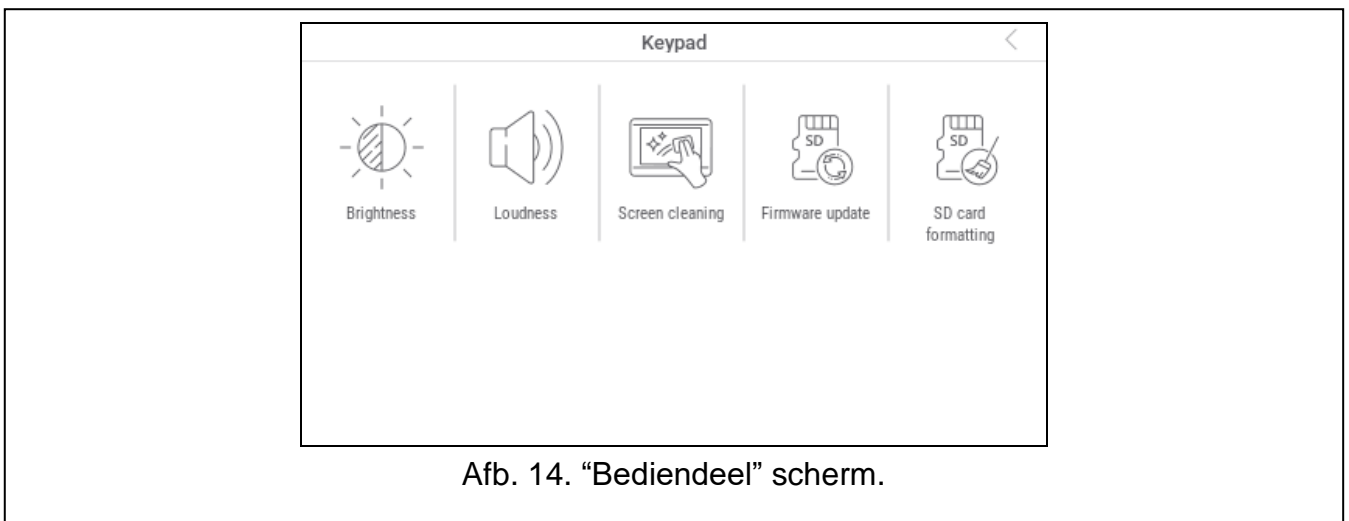 Keypad
SD
SD
Brightness
Loudness
Screen cleaning
Firmware update
SD card
formatting
Afb. 14. “Bediendeel” scherm.